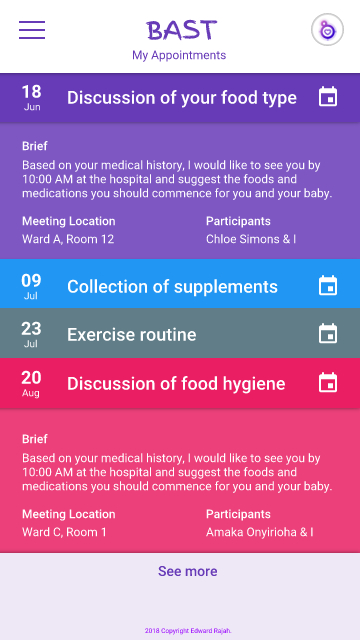 BAST
My Appointments
18
Jun
Discussion of your food type
Brief
Based on your medical history, I would like to see you by
10:00 AM at the hospital and suggest the foods and
medications you should commence for you and your baby.
Meeting Location
Participants
Ward A, Room 12
Chloe Simons & I
09
Jul
Collection of supplements
23
Jul
Exercise routine
20
Aug
Discussion of food hygiene
Brief
Based on your medical history, I would like to see you by
10:00 AM at the hospital and suggest the foods and
medications you should commence for you and your baby.
Meeting Location
Participants
Ward C, Room 1
Amaka Onyirioha & I
See more
2018 Copyright Edward Rajah.